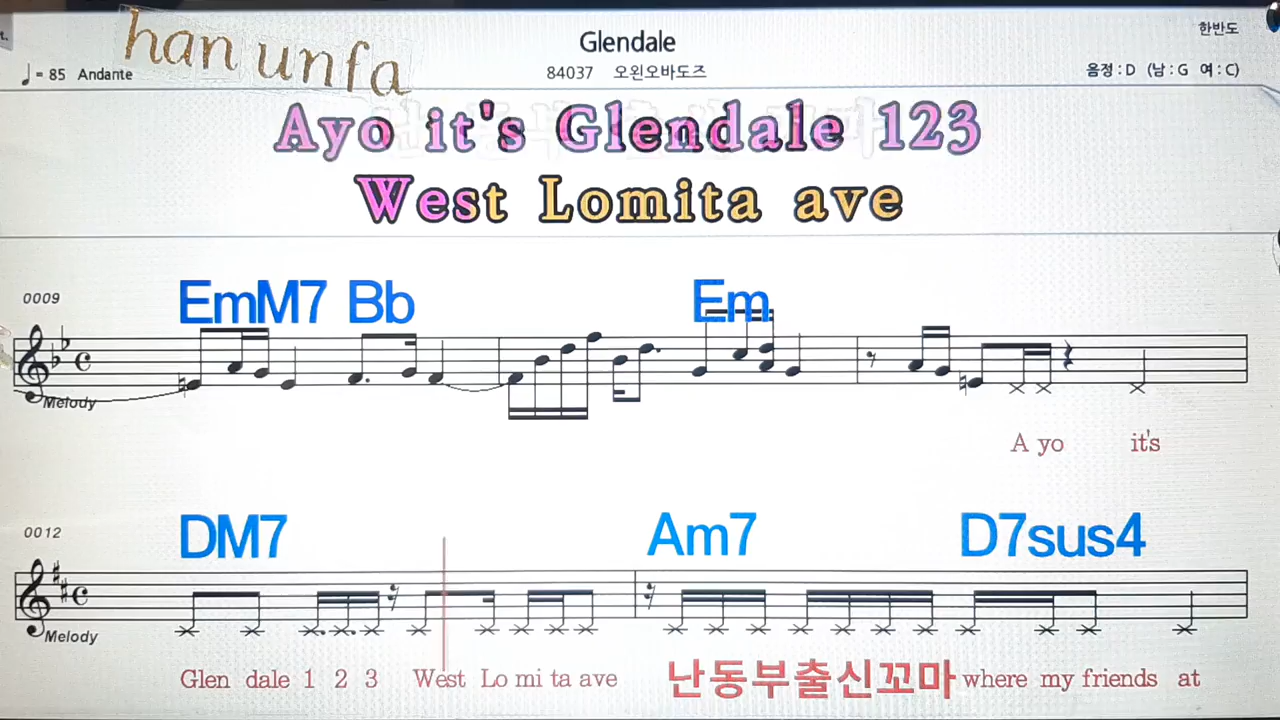 han unfa
Glendale
한반도
♩= 85 Andante
84037 오왼오바도즈
음정 : D (남 : G 여 : C)
Ayo it's Glendale 123
West Lomita ave
0009
EmM7 Bb Em
Melody
A yo it's
0012
DM7 Am7 D7sus4
Melody
Glen dale 1 2 3 West Lo mi ta ave 난동부출신꼬마 where my friends at